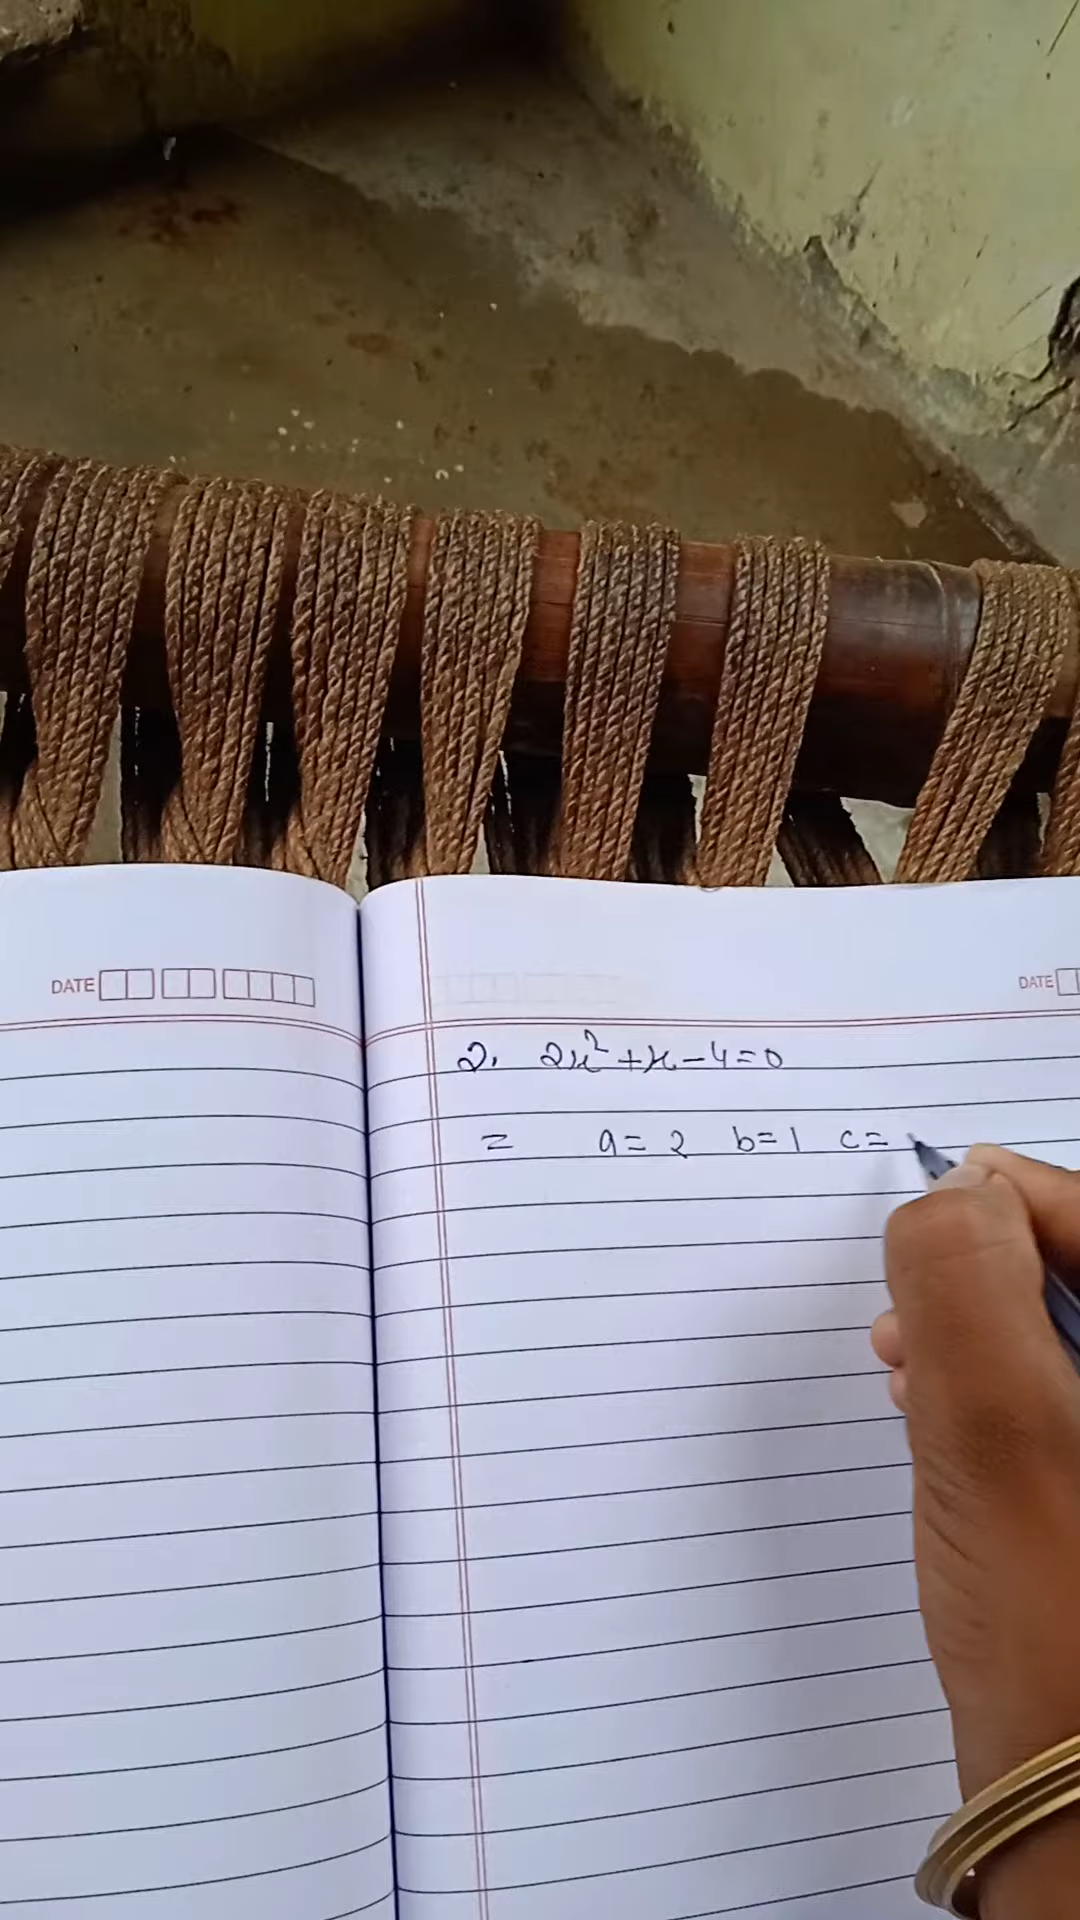 DATE
DATE
2. 2x² + x - 4 = 0
= a = 2 b = 1 c =